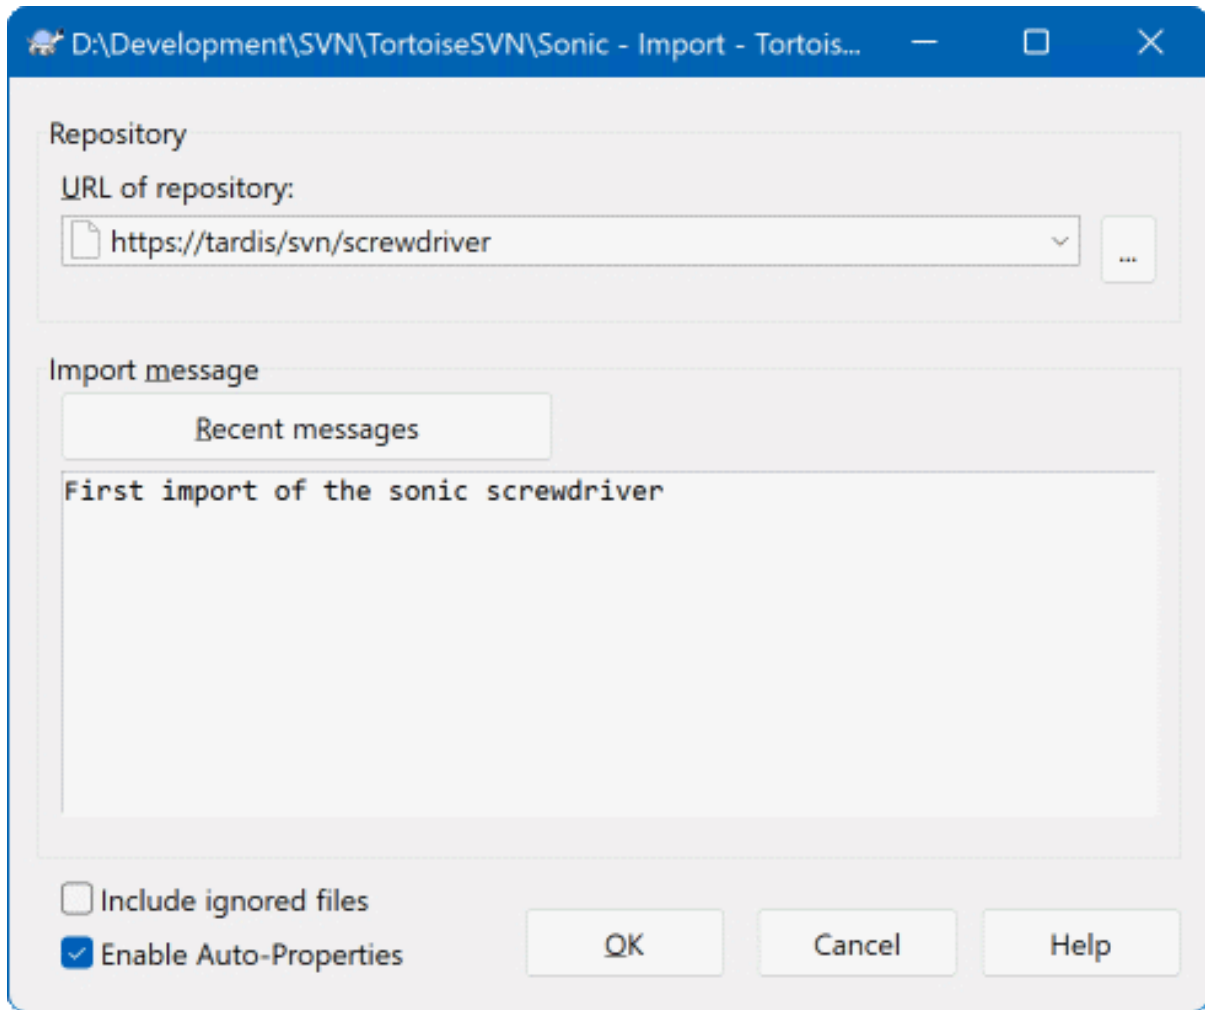 D:\Development\SVN\TortoiseSVN\Sonic - Import - Tortois...
Repository
URL of repository:
https://tardis/svn/screwdriver
...
Import message
Recent messages
First import of the sonic screwdriver
Include ignored files
Enable Auto-Properties
OK
Cancel
Help